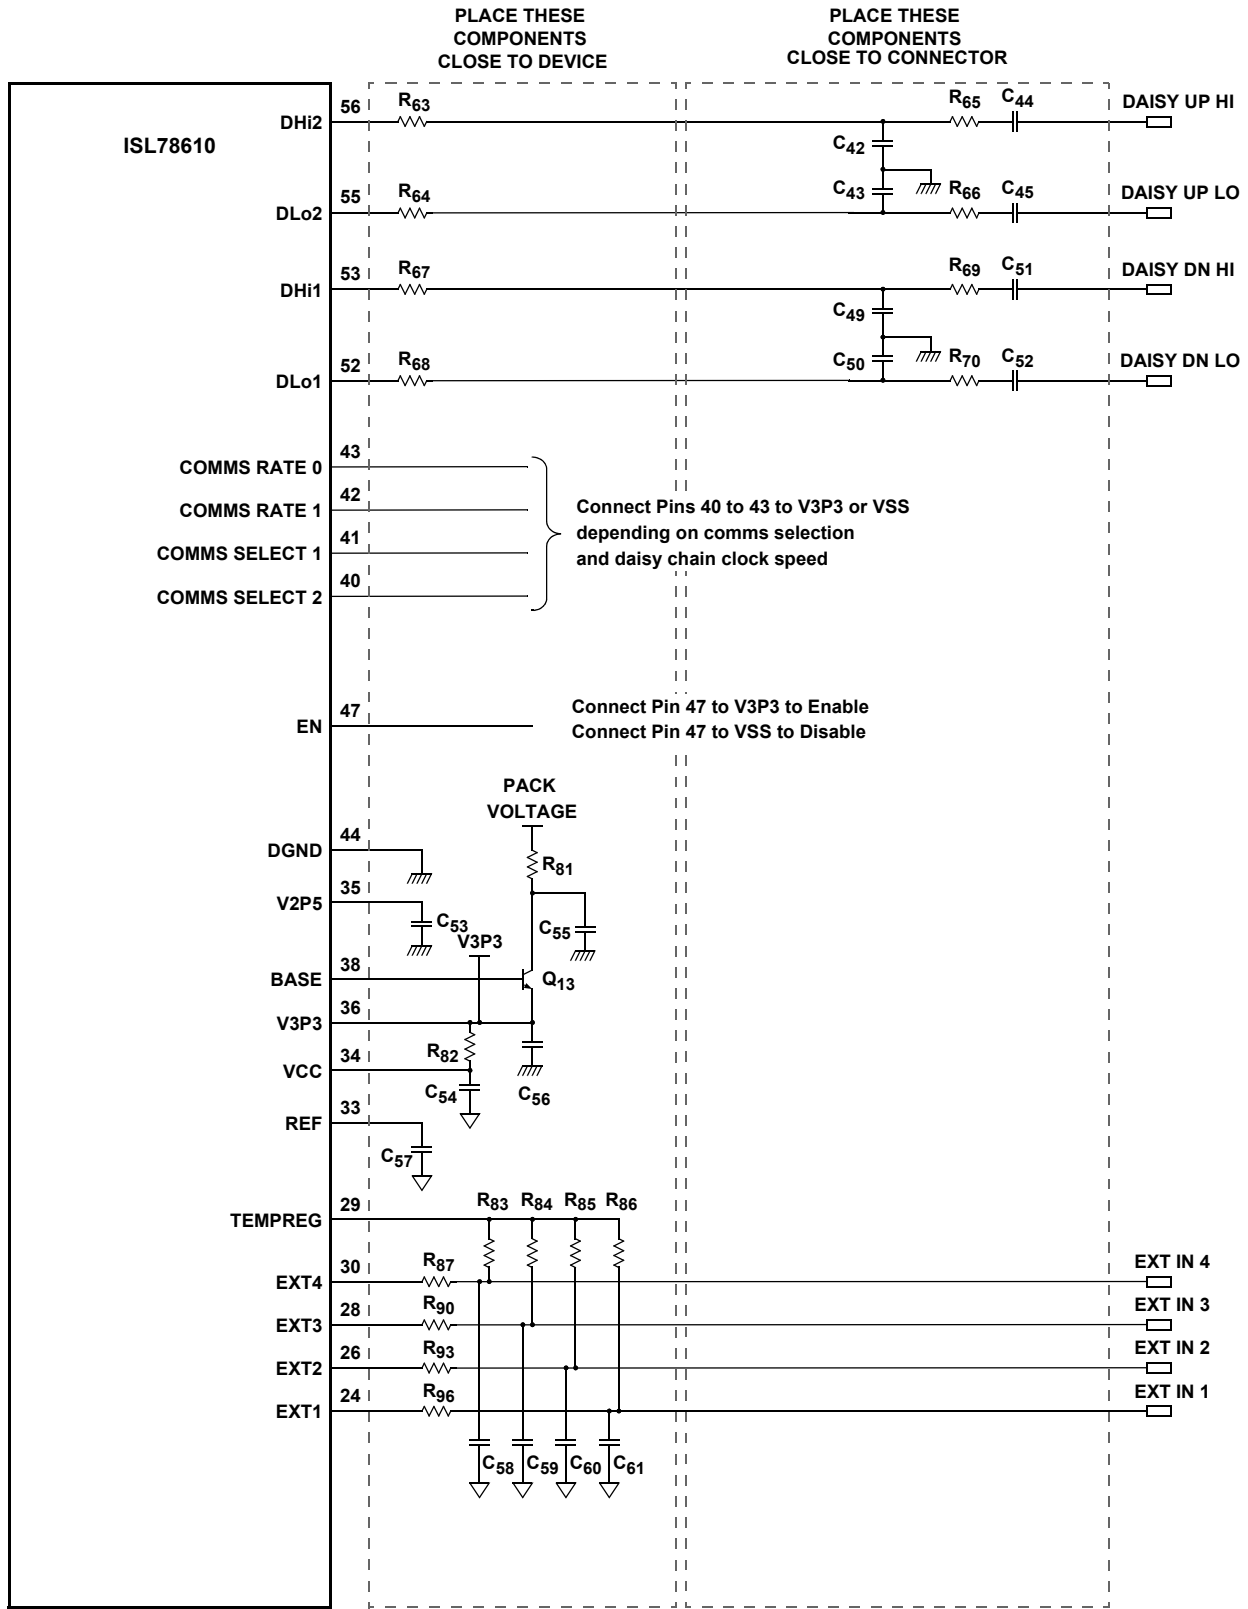 PLACE THESE
COMPONENTS
CLOSE TO DEVICE
PLACE THESE
COMPONENTS
CLOSE TO CONNECTOR
ISL78610
DHi2 56 R63 R65 C44 DAISY UP HI
C42
C43
DLo2 55 R64 R66 C45 DAISY UP LO
DHi1 53 R67 R69 C51 DAISY DN HI
C49
C50
DLo1 52 R68 R70 C52 DAISY DN LO
COMMS RATE 0 43
COMMS RATE 1 42
COMMS SELECT 1 41
COMMS SELECT 2 40
Connect Pins 40 to 43 to V3P3 or VSS
depending on comms selection
and daisy chain clock speed
EN 47
Connect Pin 47 to V3P3 to Enable
Connect Pin 47 to VSS to Disable
PACK
VOLTAGE
DGND 44
R81
V2P5 35
C53
C55
V3P3
BASE 38
Q13
V3P3 36
R82
VCC 34
C54
C56
REF 33
C57
TEMPREG 29
R83 R84 R85 R86
EXT4 30 R87 EXT IN 4
EXT3 28 R90 EXT IN 3
EXT2 26 R93 EXT IN 2
EXT1 24 R96 EXT IN 1
C58 C59 C60 C61